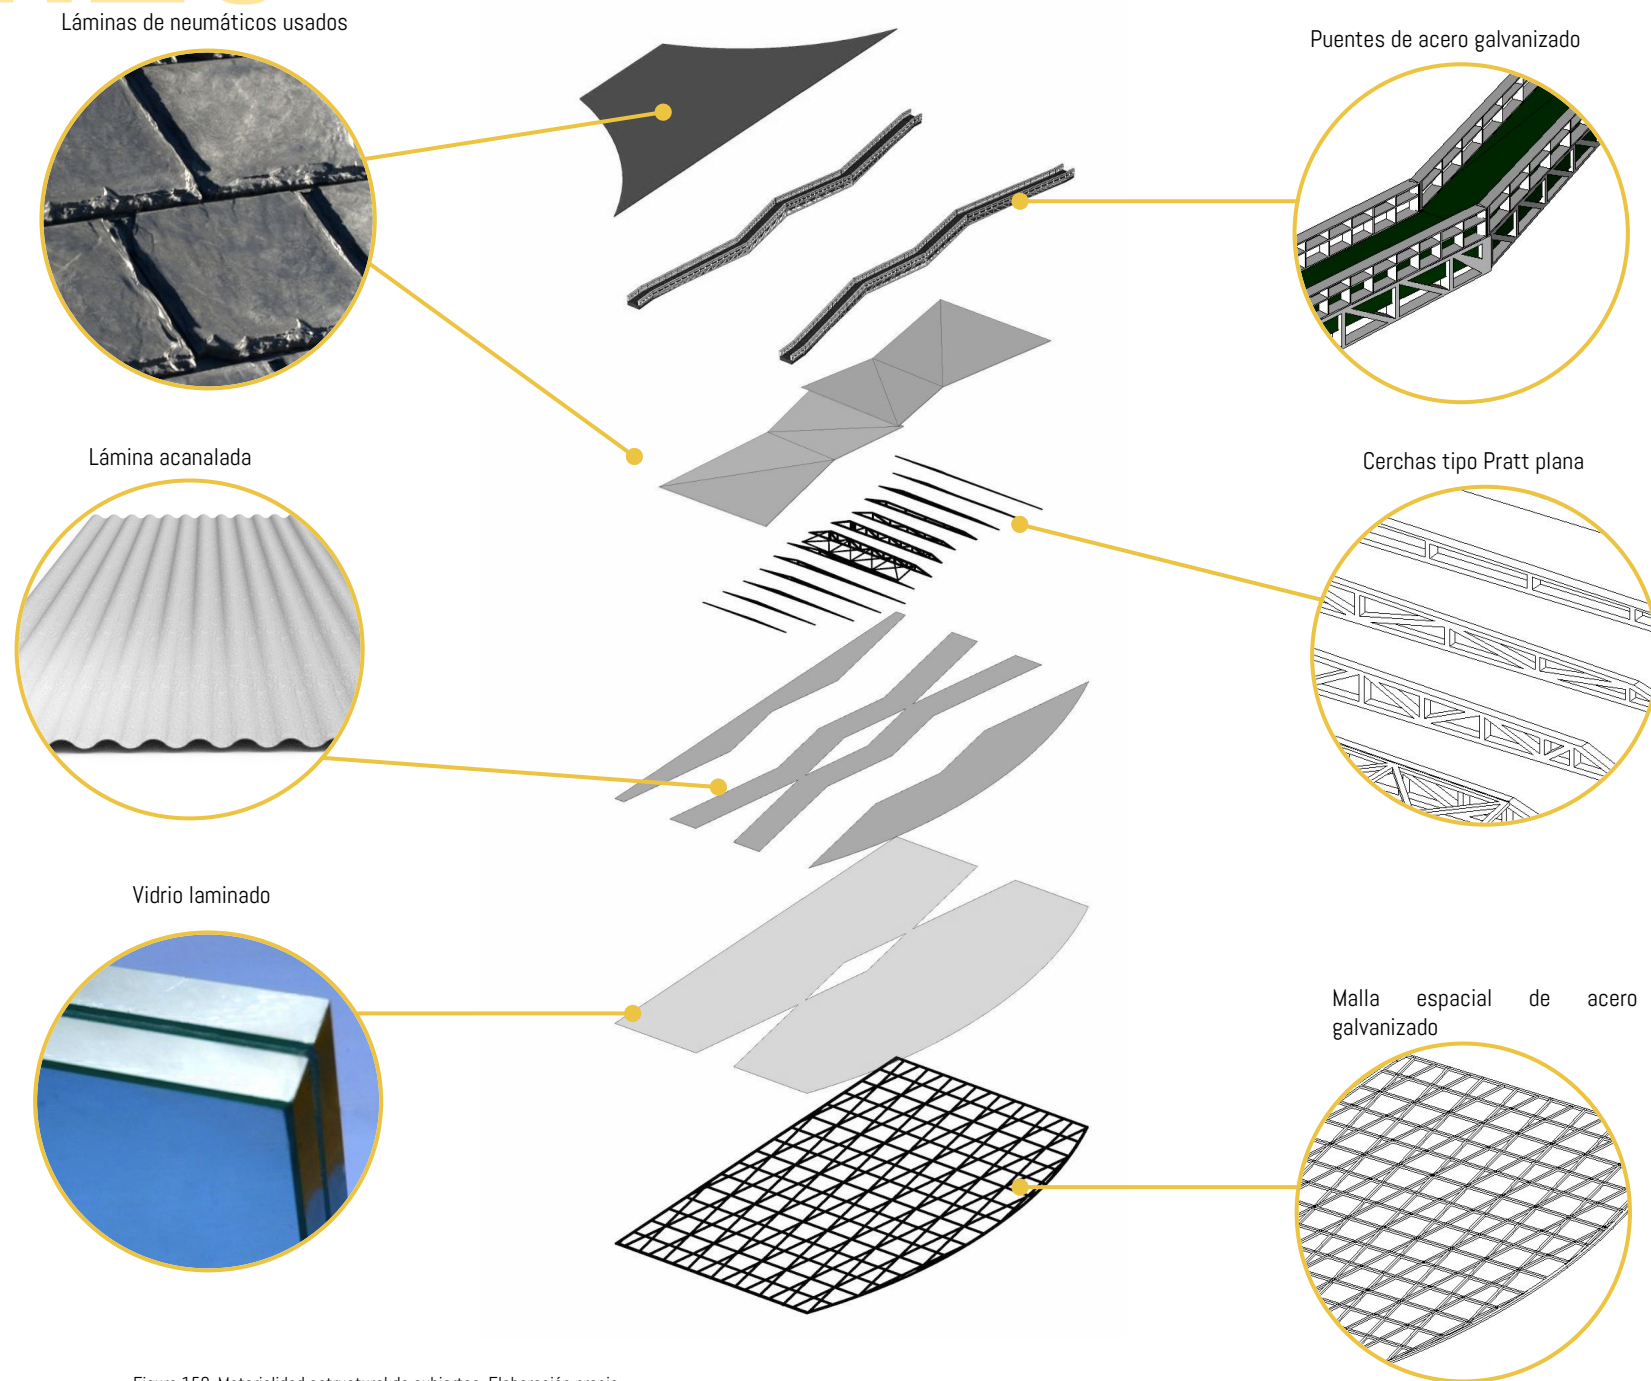 Láminas de neumáticos usados
Puentes de acero galvanizado
Lámina acanalada
Cerchas tipo Pratt plana
Vidrio laminado
Malla espacial de acero
galvanizado